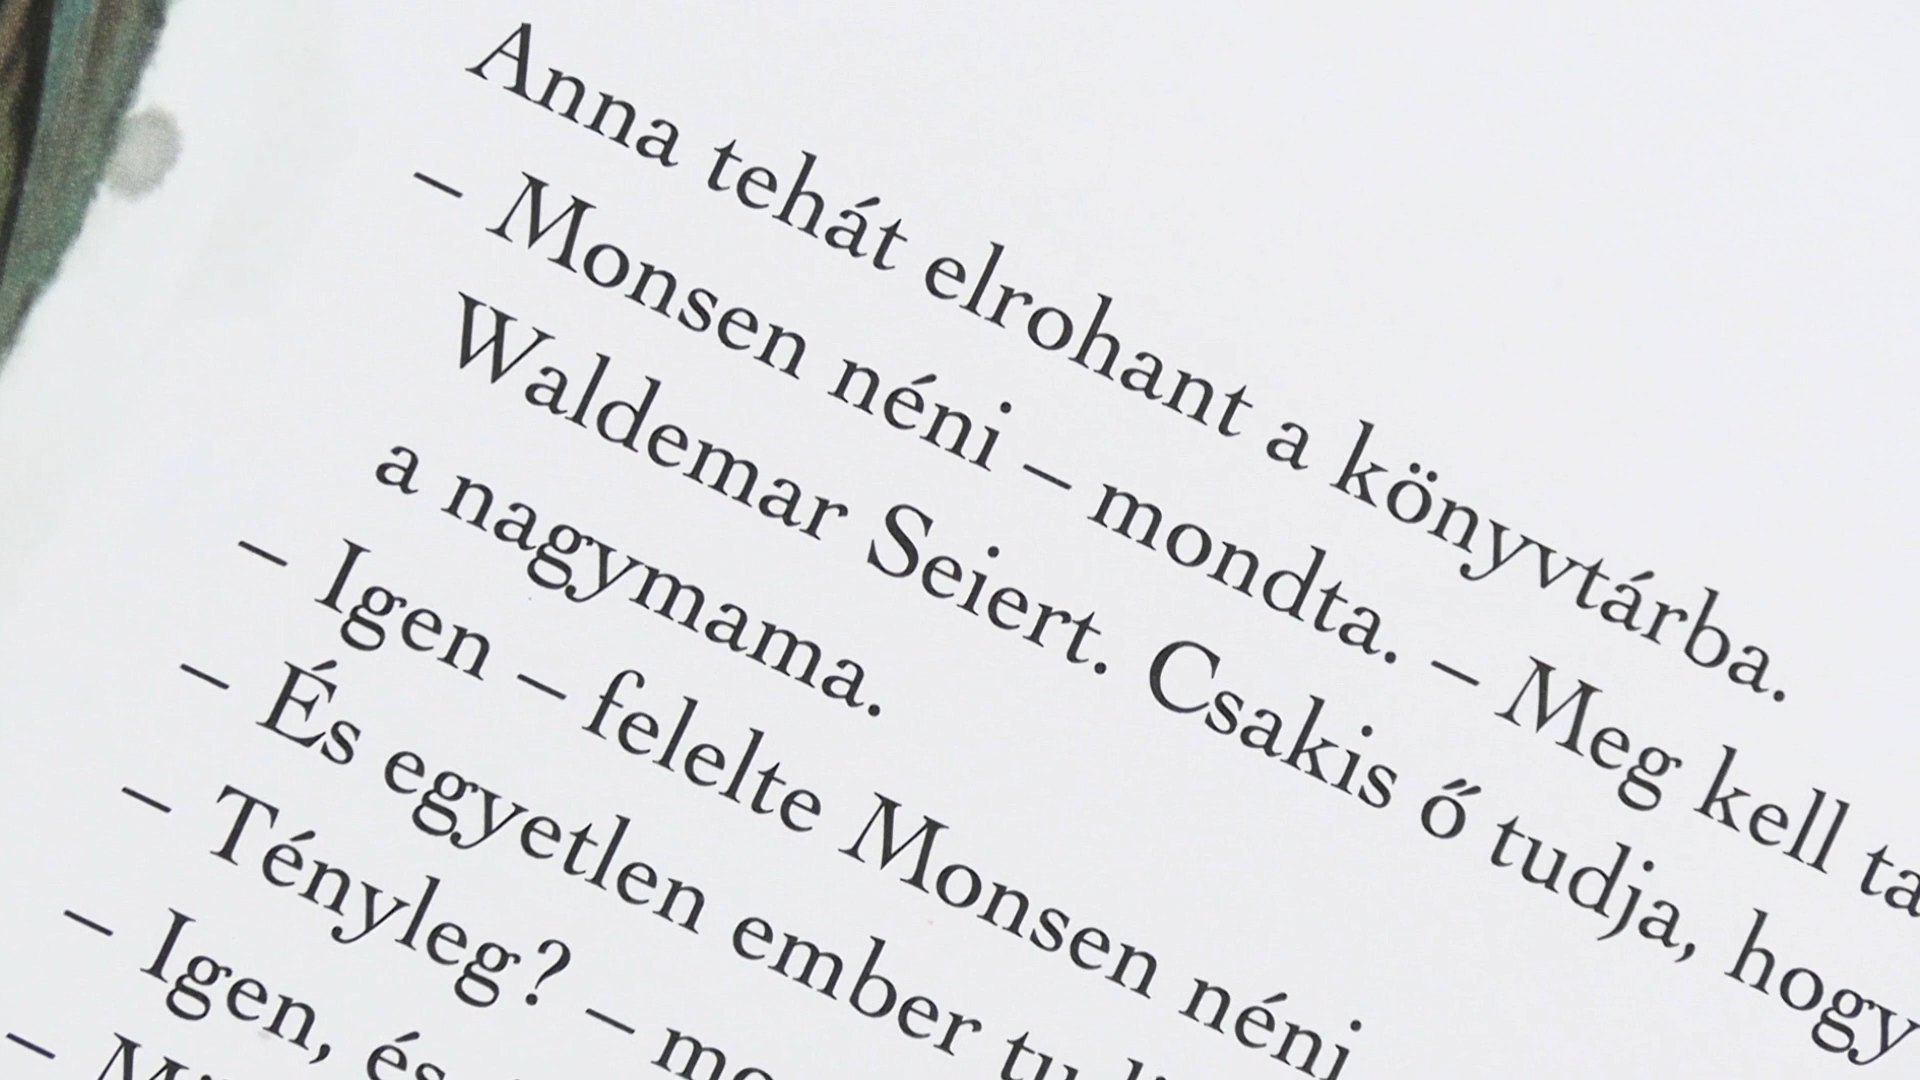 Anna tehát elrohant a könyvtárba.
– Monsen néni – mondta. – Meg kell
Waldemar Seiert. Csakis ő tudja, hogy
a nagymama.
– Igen – felelte Monsen néni
– És egyetlen ember
– Tényleg? –
– Igen, és
–